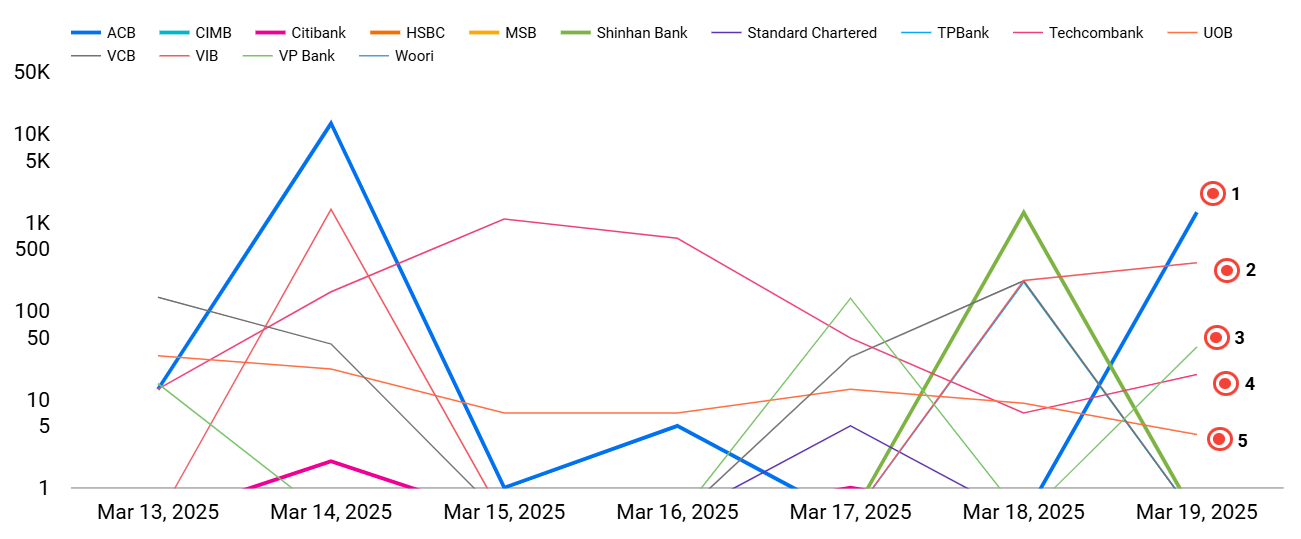 ACB CIMB Citibank HSBC MSB Shinhan Bank Standard Chartered TPBank Techcombank UOB
VCB VIB VP Bank Woori
50K
10K
5K
1K
500
100
50
10
5
1
1
2
3
4
5
Mar 13, 2025 Mar 14, 2025 Mar 15, 2025 Mar 16, 2025 Mar 17, 2025 Mar 18, 2025 Mar 19, 2025